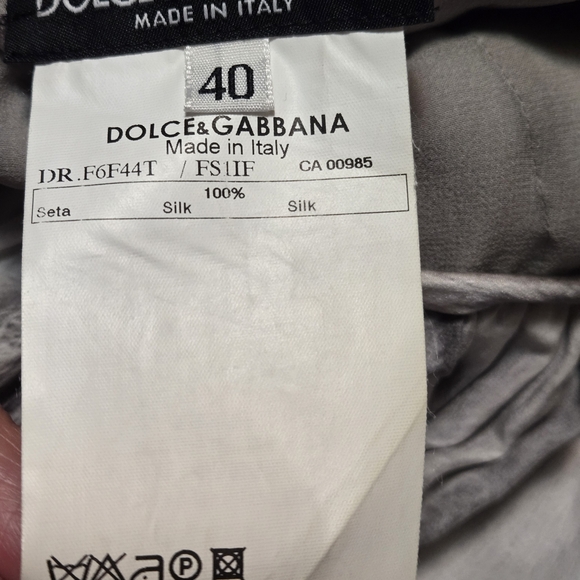 MADE IN ITALY
40
DOLCE&GABBANA
Made in Italy
DR.F6F44T / FS1IF CA 00985
100%
Seta Silk Silk
P